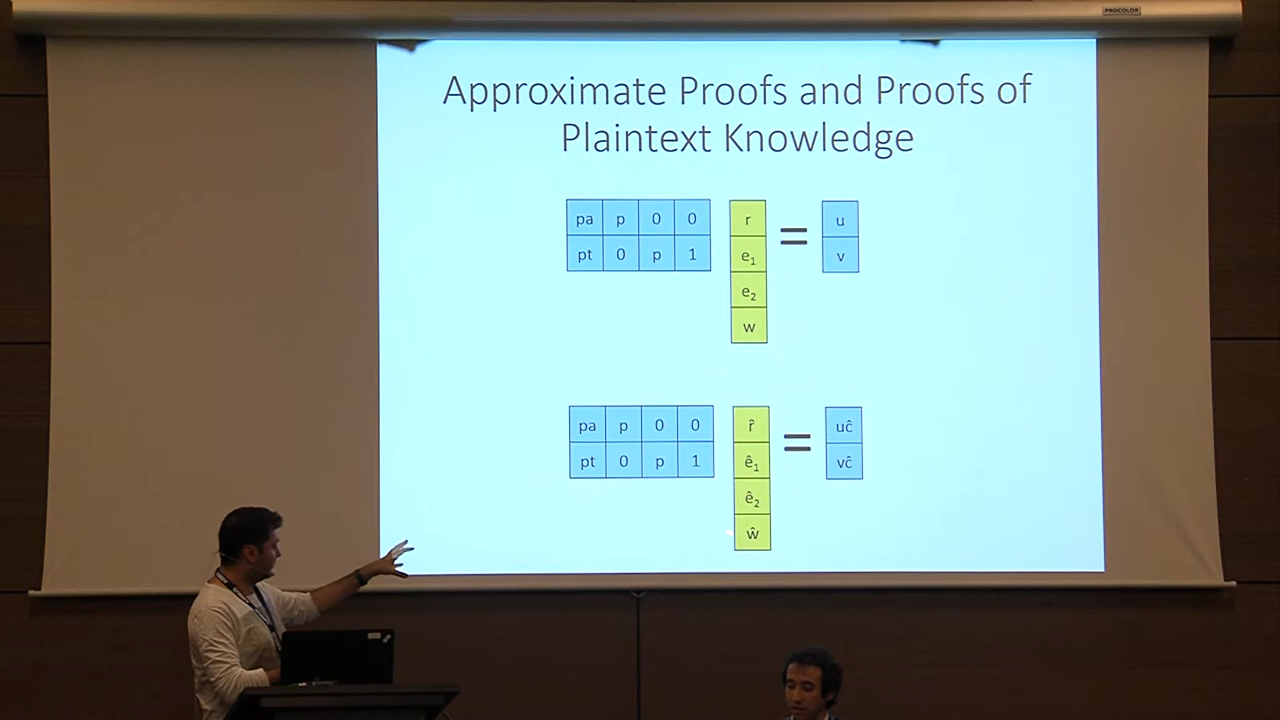 PROCOLOR
Approximate Proofs and Proofs of
Plaintext Knowledge
pa p 0 0 r = u
pt 0 p 1 e₁ v
e₂
w
pa p 0 0 r̂ = uĉ
pt 0 p 1 ê₁ vĉ
ê₂
ŵ